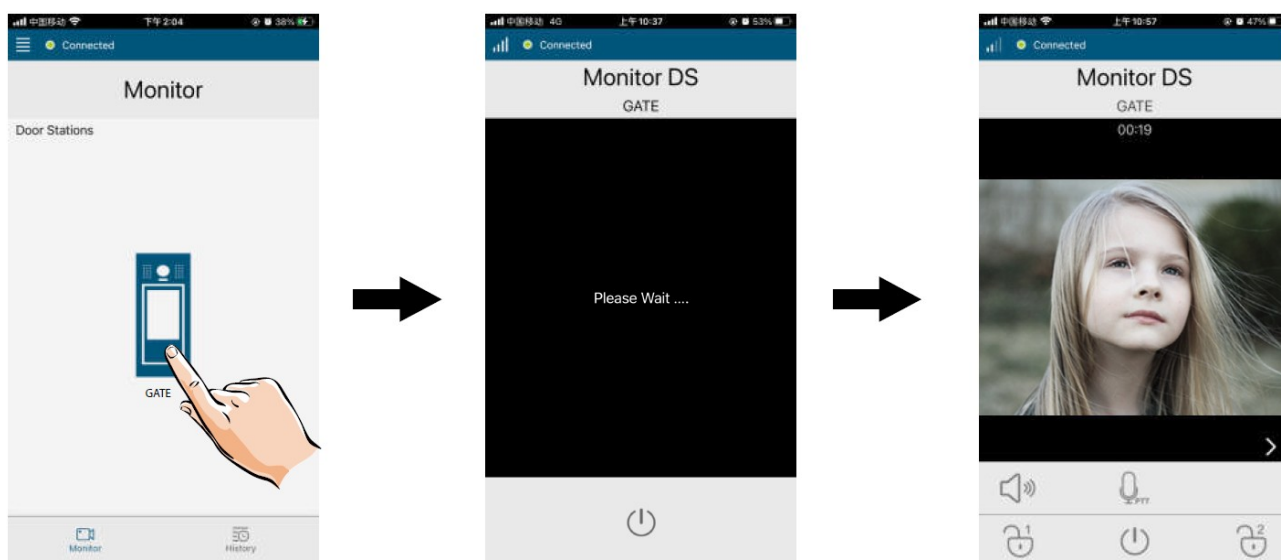 中国移动 下午2:04 38%
Connected
Monitor
Door Stations
GATE
Monitor
History
中国移动 4G 上午10:37 53%
Connected
Monitor DS
GATE
Please Wait ....
中国移动 上午10:57 47%
Connected
Monitor DS
GATE
00:19
PTT
1
2